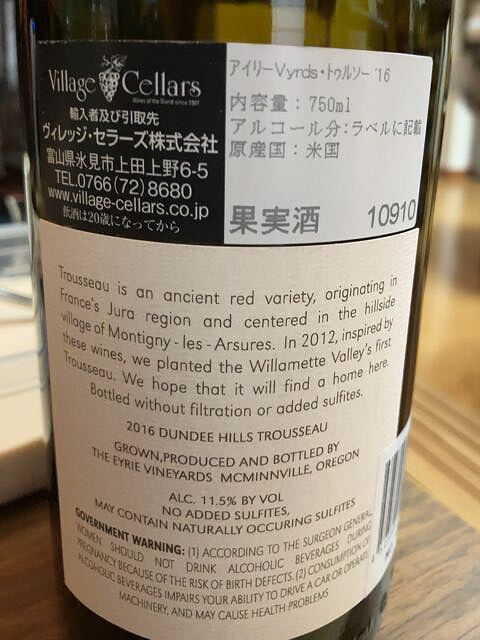 Village Cellars
Wines of the World since 1987
輸入者及び引取先
ヴィレッジ・セラーズ株式会社
富山県氷見市上田上野6-5
TEL.0766(72)8680
www.village-cellars.co.jp
飲酒は20歳になってから
アイリーVyrds・トゥルソー '16
内容量：750ml
アルコール分：ラベルに記載
原産国：米国
果実酒 10910
Trousseau is an ancient red variety, originating in
France's Jura region and centered in the hillside
village of Montigny - les - Arsures. In 2012, inspired by
these wines, we planted the Willamette Valley's first
Trousseau. We hope that it will find a home here.
Bottled without filtration or added sulfites.
2016 DUNDEE HILLS TROUSSEAU
GROWN,PRODUCED AND BOTTLED BY
THE EYRIE VINEYARDS MCMINNVILLE, OREGON
ALC. 11.5% BY VOL
NO ADDED SULFITES,
MAY CONTAIN NATURALLY OCCURING SULFITES
GOVERNMENT WARNING: (1) ACCORDING TO THE SURGEON GENERAL
WOMEN SHOULD NOT DRINK ALCOHOLIC BEVERAGES DURING
PREGNANCY BECAUSE OF THE RISK OF BIRTH DEFECTS. (2) CONSUMPTION OF
ALCOHOLIC BEVERAGES IMPAIRS YOUR ABILITY TO DRIVE A CAR OR OPERATE
MACHINERY, AND MAY CAUSE HEALTH PROBLEMS